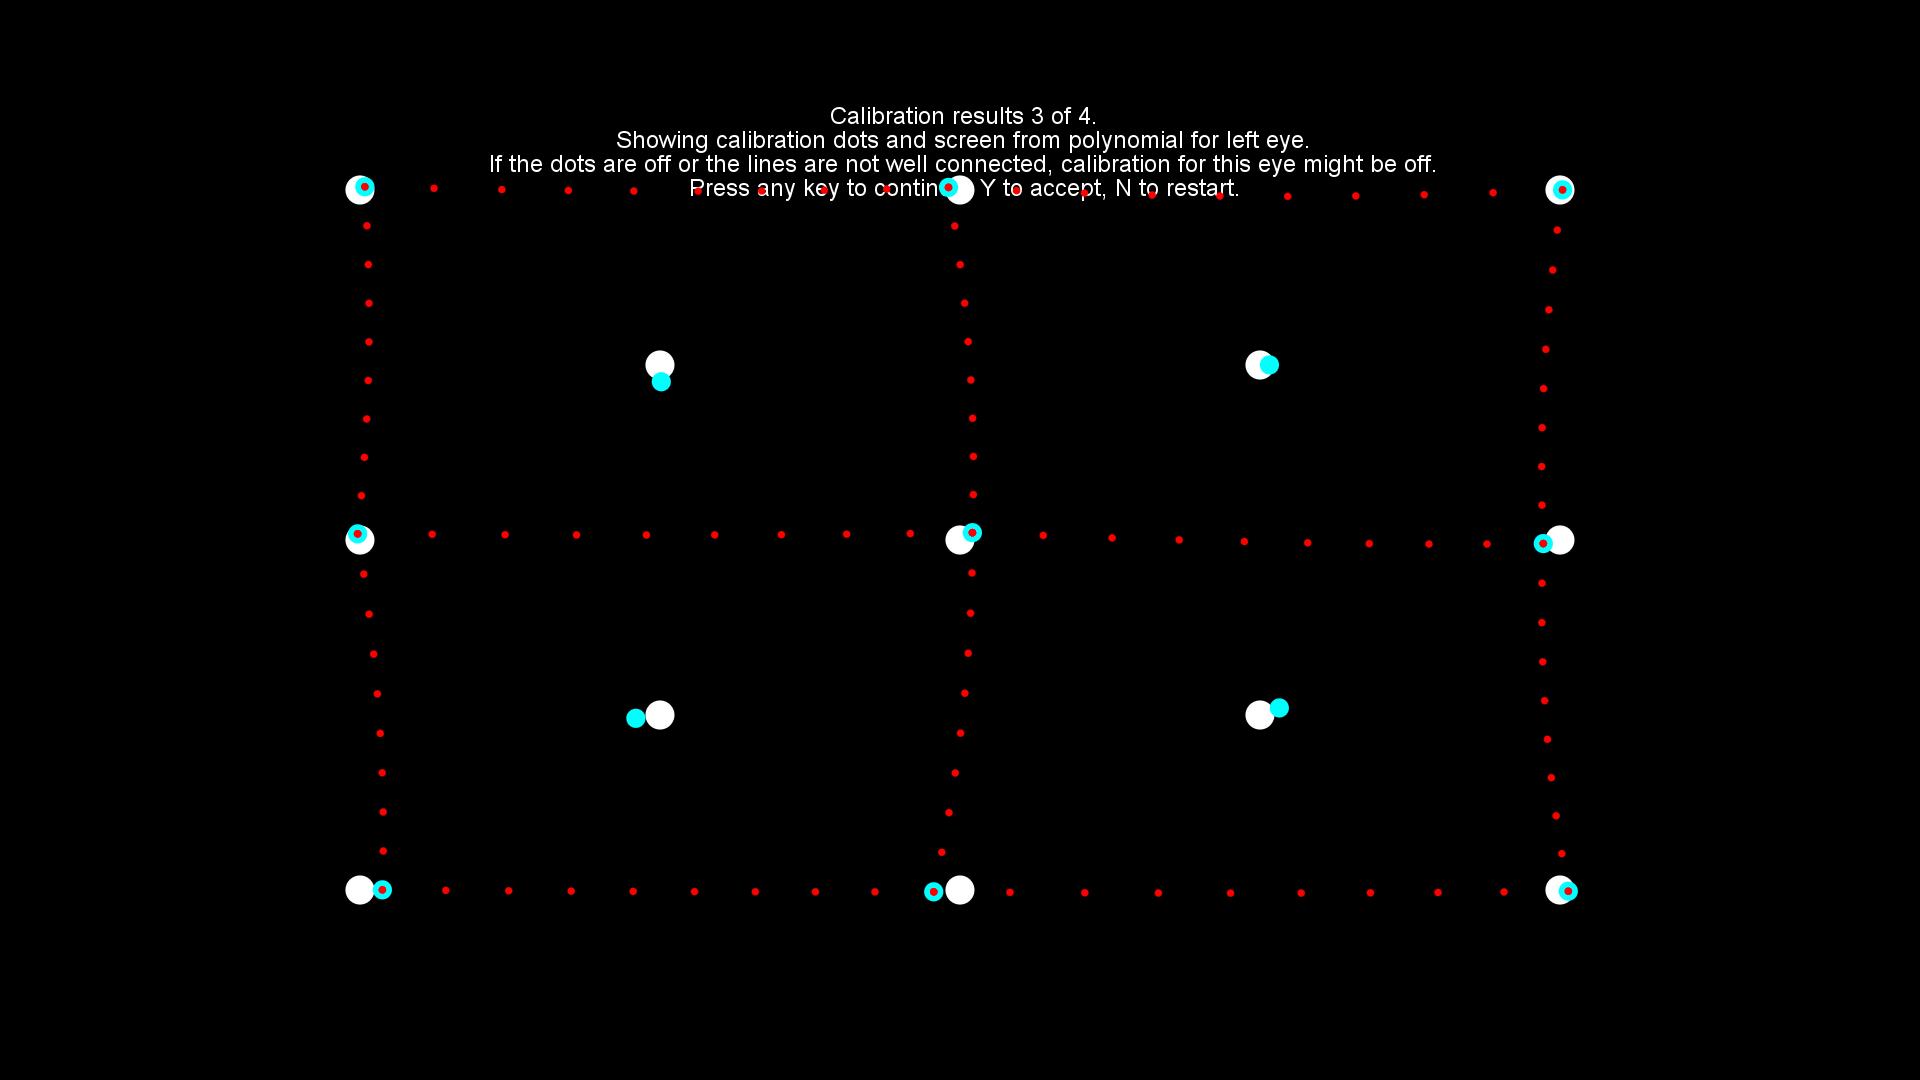 Calibration results 3 of 4.
Showing calibration dots and screen from polynomial for left eye.
If the dots are off or the lines are not well connected, calibration for this eye might be off.
Press any key to contin Y to accept, N to restart.